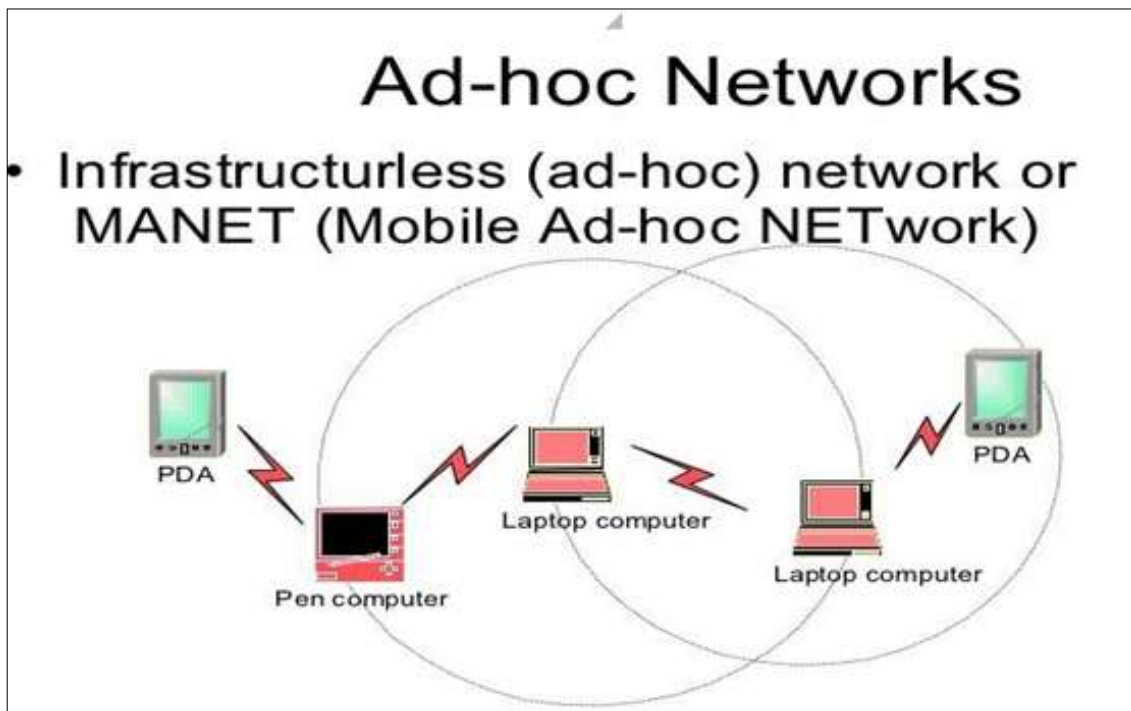 Ad-hoc Networks
• Infrastructurless (ad-hoc) network or
MANET (Mobile Ad-hoc NETwork)
PDA
PDA
Laptop computer
Laptop computer
Pen computer